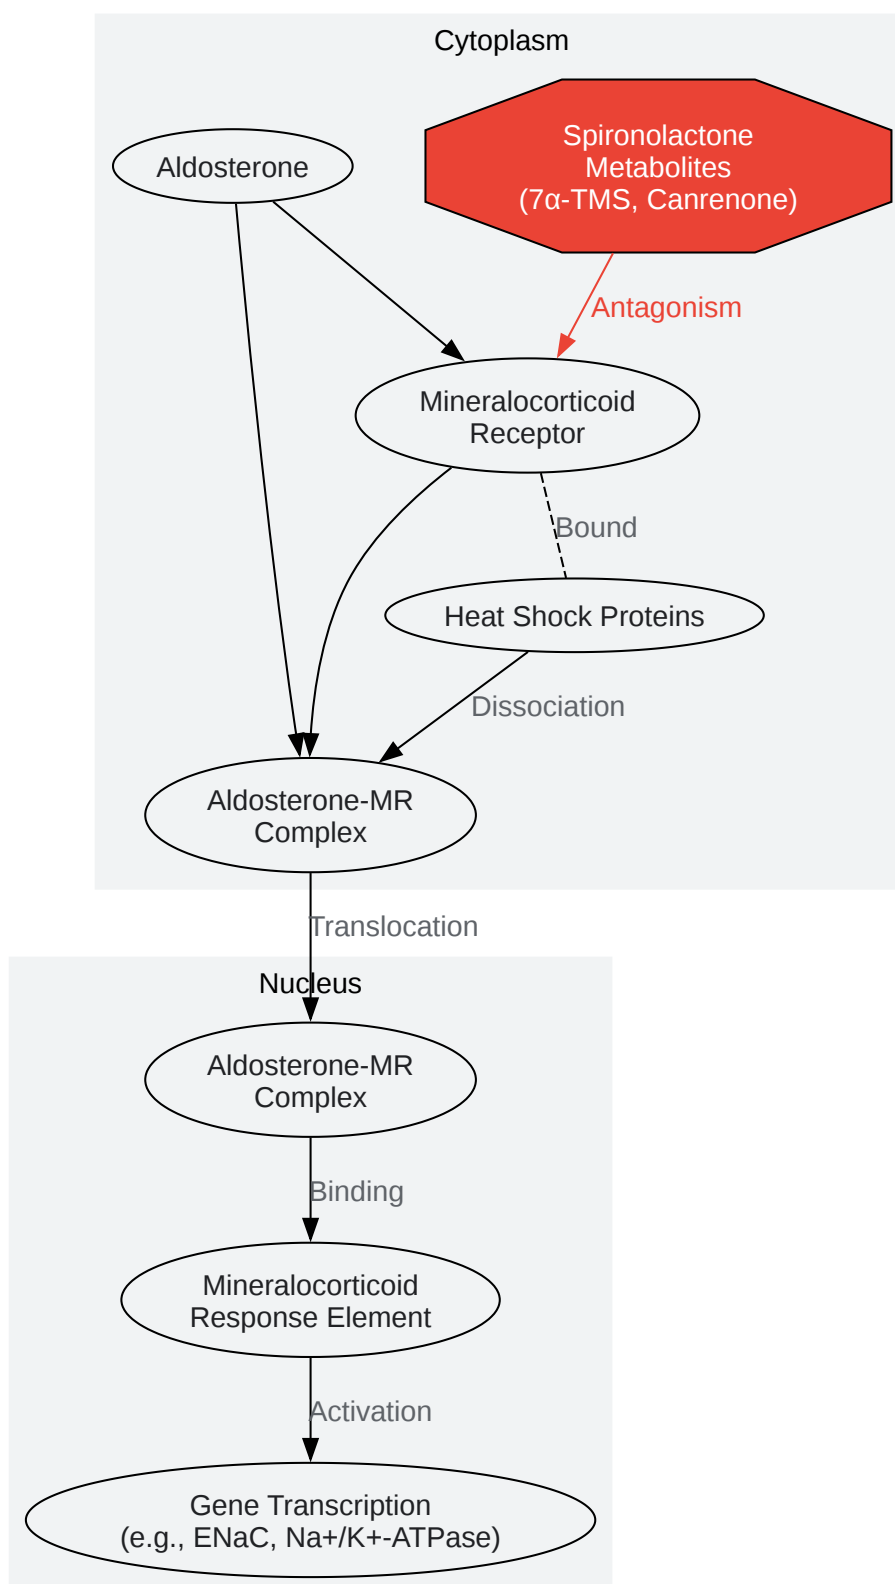 Cytoplasm
Aldosterone
Spironolactone
Metabolites
(7α-TMS, Canrenone)
Antagonism
Mineralocorticoid
Receptor
Bound
Heat Shock Proteins
Dissociation
Aldosterone-MR
Complex
Translocation
Nucleus
Aldosterone-MR
Complex
Binding
Mineralocorticoid
Response Element
Activation
Gene Transcription
(e.g., ENaC, Na+/K+-ATPase)